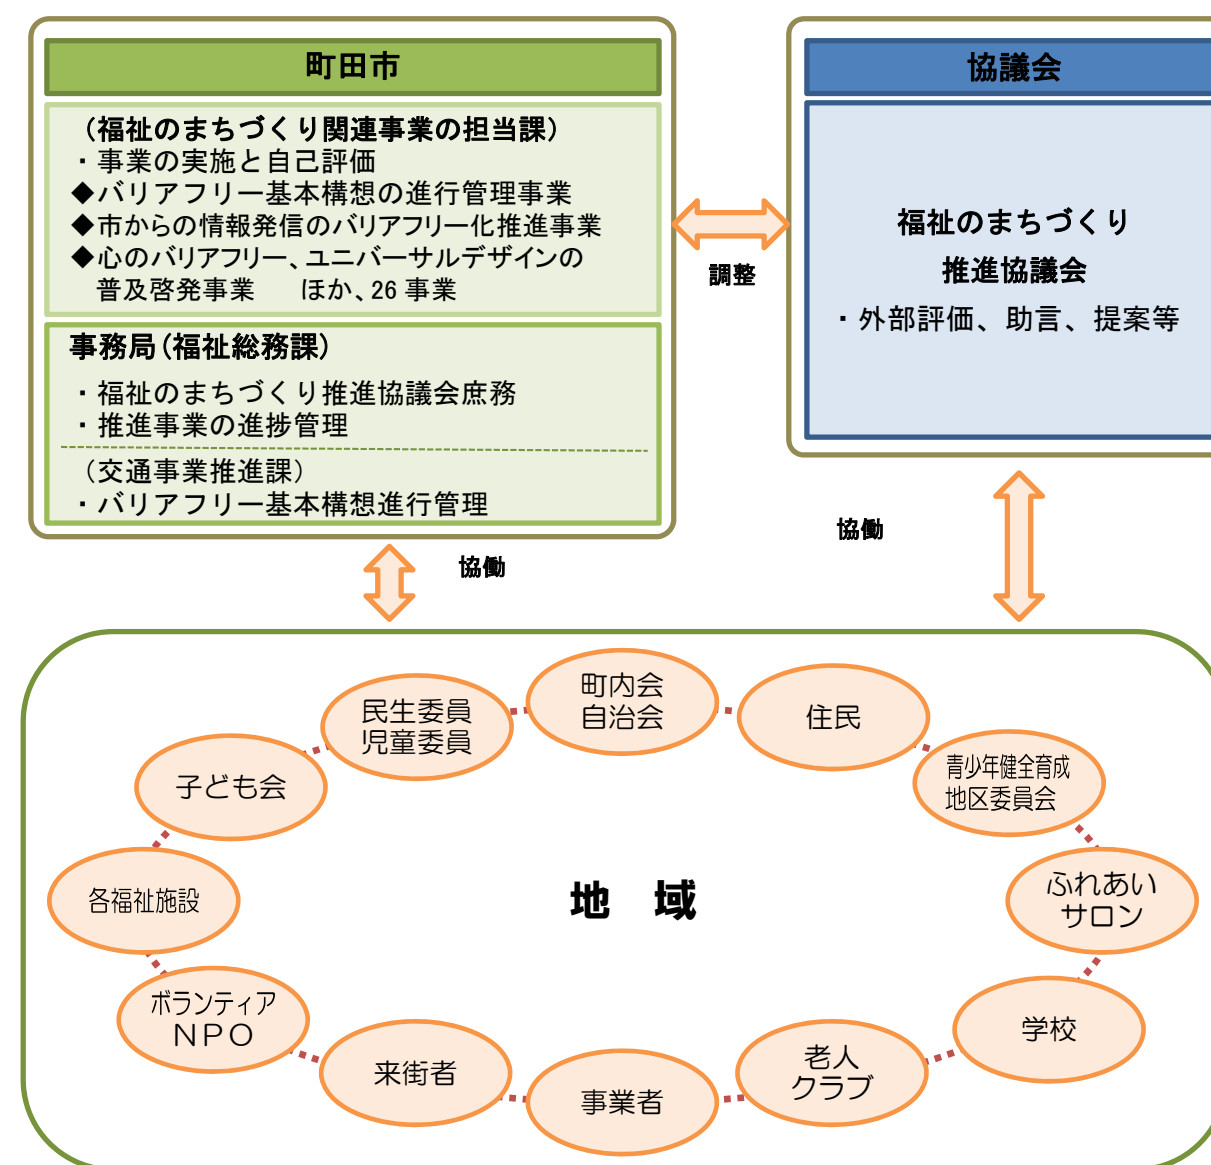 町田市
（福祉のまちづくり関連事業の担当課）
・事業の実施と自己評価
◆バリアフリー基本構想の進行管理事業
◆市からの情報発信のバリアフリー化推進事業
◆心のバリアフリー、ユニバーサルデザインの
普及啓発事業　　ほか、26 事業
事務局（福祉総務課）
・福祉のまちづくり推進協議会庶務
・推進事業の進捗管理
（交通事業推進課）
・バリアフリー基本構想進行管理
調整
協議会
福祉のまちづくり
推進協議会
・外部評価、助言、提案等
協働
協働
町内会
自治会
民生委員
児童委員
住民
子ども会
青少年健全育成
地区委員会
各福祉施設
地　域
ふれあい
サロン
ボランティア
ＮＰＯ
学校
来街者
事業者
老人
クラブ